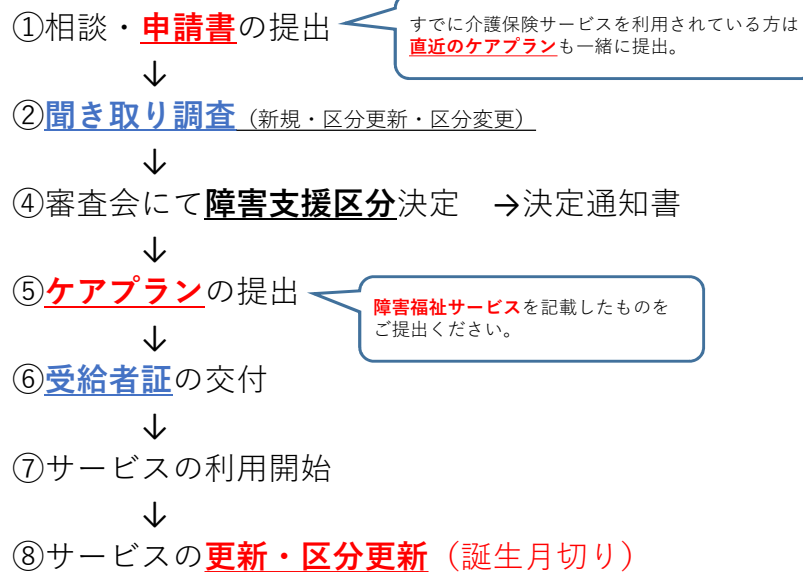 ①相談・申請書の提出
すでに介護保険サービスを利用されている方は
直近のケアプランも一緒に提出。
↓
②聞き取り調査（新規・区分更新・区分変更）
↓
④審査会にて障害支援区分決定　→決定通知書
↓
⑤ケアプランの提出
障害福祉サービスを記載したものを
ご提出ください。
↓
⑥受給者証の交付
↓
⑦サービスの利用開始
↓
⑧サービスの更新・区分更新（誕生月切り）